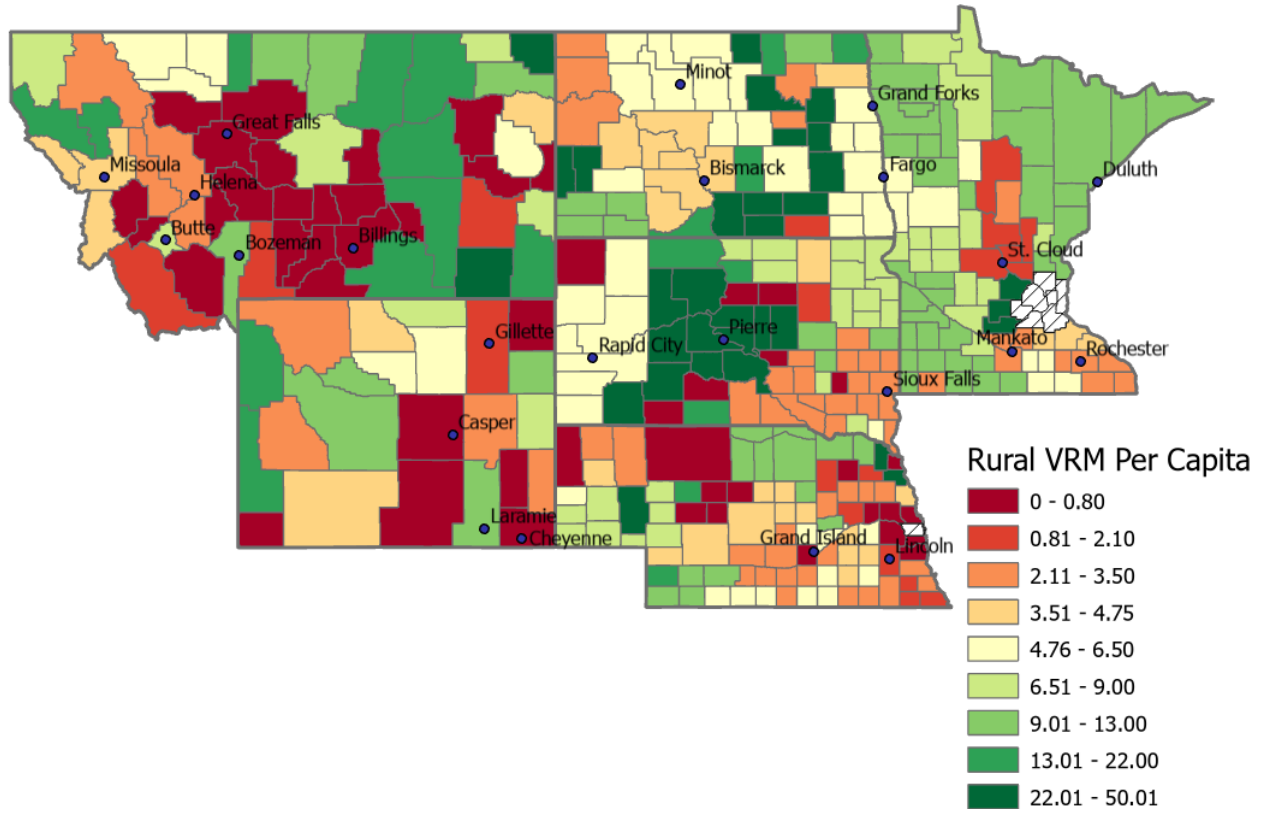 Minot
Grand Forks
Great Falls
Missoula
Bismarck
Fargo
Duluth
Helena
Butte
Bozeman
Billings
St. Cloud
Gillette
Pierre
Rapid City
Mankato
Rochester
Sioux Falls
Casper
Laramie
Cheyenne
Grand Island
Lincoln
Rural VRM Per Capita
0 - 0.80
0.81 - 2.10
2.11 - 3.50
3.51 - 4.75
4.76 - 6.50
6.51 - 9.00
9.01 - 13.00
13.01 - 22.00
22.01 - 50.01